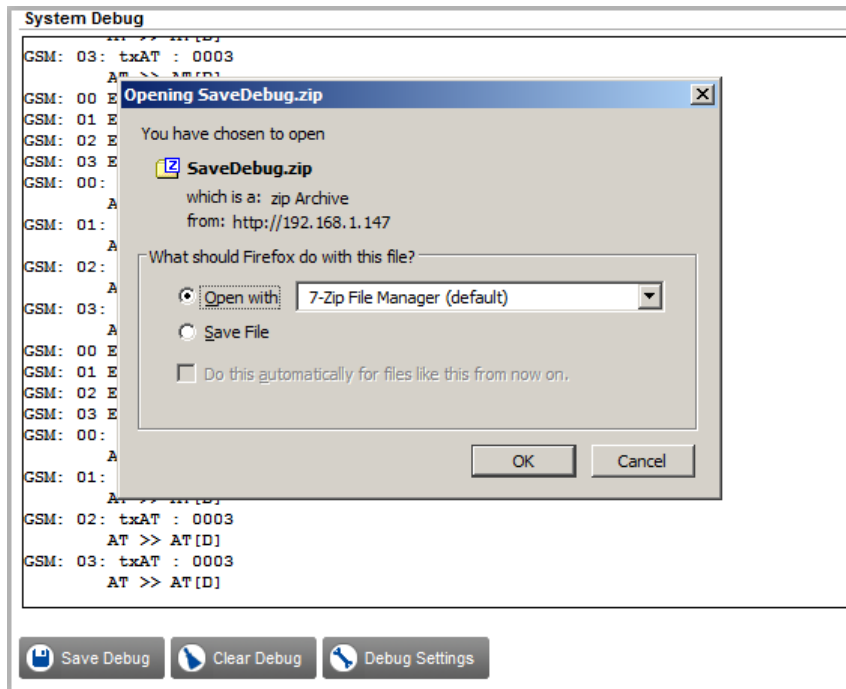 System Debug
AT >> AT[D]
GSM: 03: txAT : 0003
AT >> AT[D]
GSM: 00 E
GSM: 01 E
GSM: 02 E
GSM: 03 E
GSM: 00:
A
GSM: 01:
A
GSM: 02:
A
GSM: 03:
A
GSM: 00 E
GSM: 01 E
GSM: 02 E
GSM: 03 E
GSM: 00:
A
GSM: 01:
AT >> AT[D]
GSM: 02: txAT : 0003
AT >> AT[D]
GSM: 03: txAT : 0003
AT >> AT[D]
Opening SaveDebug.zip
You have chosen to open
SaveDebug.zip
which is a: zip Archive
from: http://192.168.1.147
What should Firefox do with this file?
Open with 7-Zip File Manager (default)
Save File
Do this automatically for files like this from now on.
OK Cancel
Save Debug Clear Debug Debug Settings